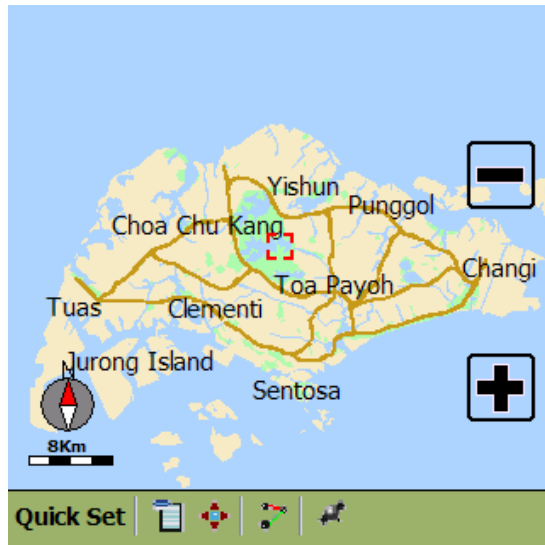 Yishun
Punggol
Choa Chu Kang
Changi
Toa Payoh
Tuas
Clementi
Jurong Island
N
Sentosa
8Km
Quick Set